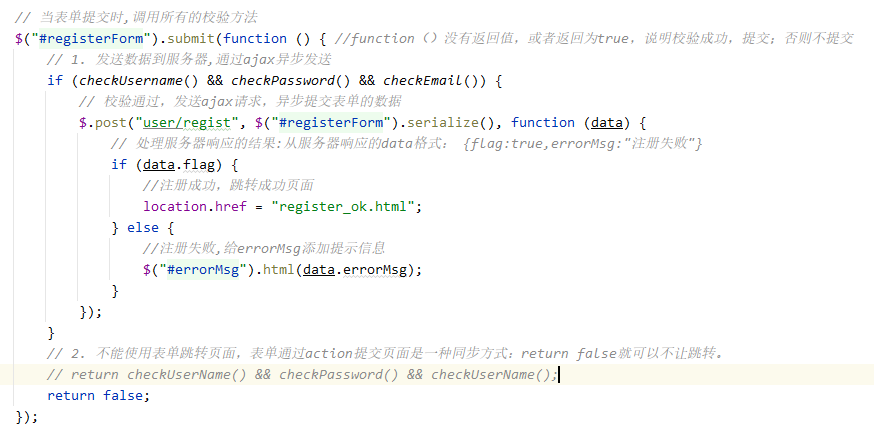 // 当表单提交时,调用所有的校验方法
$("#registerForm").submit(function () { //function（）没有返回值，或者返回为true，说明校验成功，提交；否则不提交
// 1. 发送数据到服务器,通过ajax异步发送
if (checkUsername() && checkPassword() && checkEmail()) {
// 校验通过，发送ajax请求，异步提交表单的数据
$.post("user/regist", $("#registerForm").serialize(), function (data) {
// 处理服务器响应的结果:从服务器响应的data格式： {flag:true,errorMsg:"注册失败"}
if (data.flag) {
//注册成功，跳转成功页面
location.href = "register_ok.html";
} else {
//注册失败,给errorMsg添加提示信息
$("#errorMsg").html(data.errorMsg);
}
});
}
// 2. 不能使用表单跳转页面，表单通过action提交页面是一种同步方式：return false就可以不让跳转。
// return checkUserName() && checkPassword() && checkUserName();
return false;
});